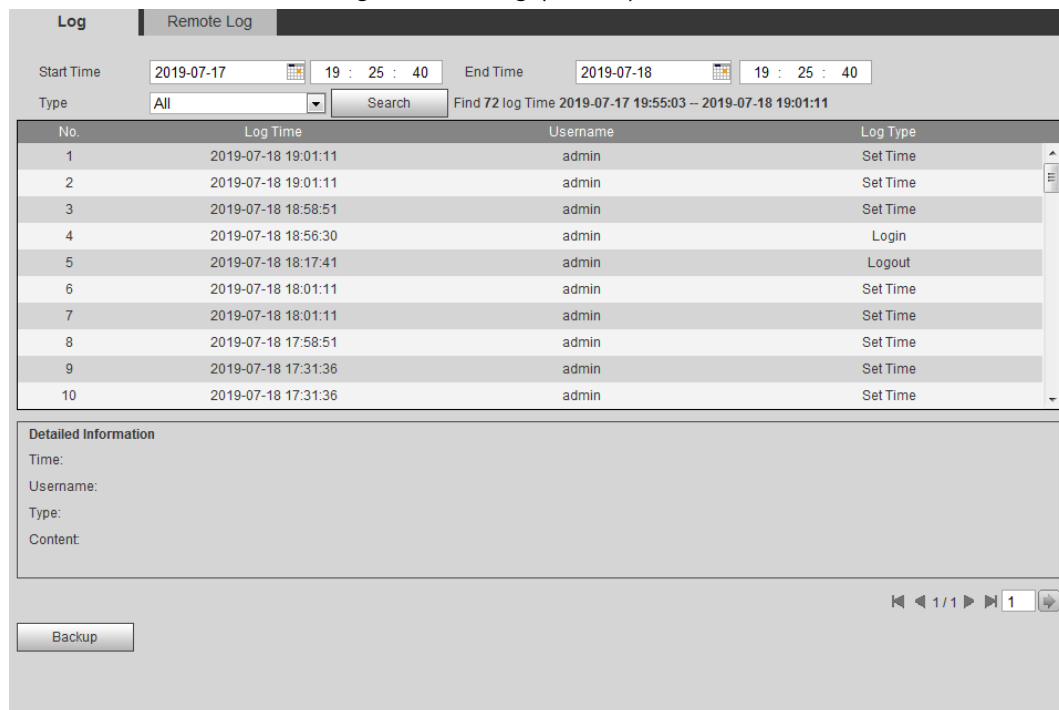 Log Remote Log
Start Time 2019-07-17 19 : 25 : 40 End Time 2019-07-18 19 : 25 : 40
Type All Search Find 72 log Time 2019-07-17 19:55:03 -- 2019-07-18 19:01:11
No. Log Time Username Log Type
1 2019-07-18 19:01:11 admin Set Time
2 2019-07-18 19:01:11 admin Set Time
3 2019-07-18 18:58:51 admin Set Time
4 2019-07-18 18:56:30 admin Login
5 2019-07-18 18:17:41 admin Logout
6 2019-07-18 18:01:11 admin Set Time
7 2019-07-18 18:01:11 admin Set Time
8 2019-07-18 17:58:51 admin Set Time
9 2019-07-18 17:31:36 admin Set Time
10 2019-07-18 17:31:36 admin Set Time
Detailed Information
Time:
Username:
Type:
Content:
1 / 1 1
Backup